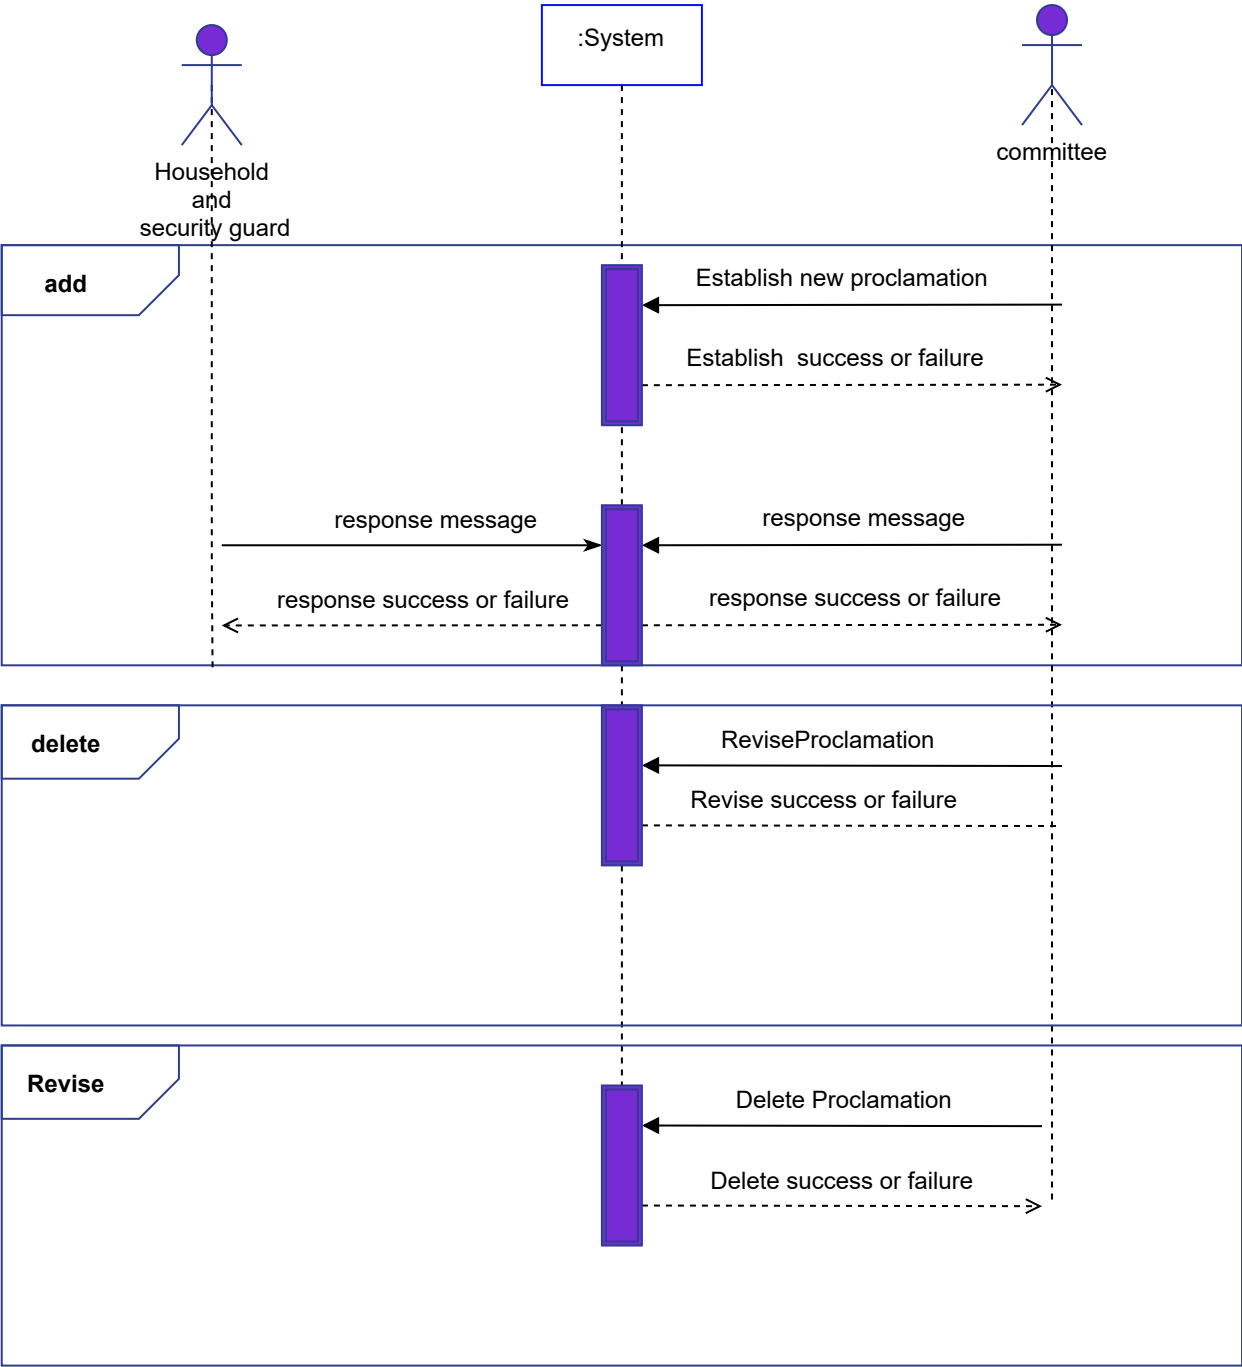 :System
committee
Household
and
security guard
add
Establish new proclamation
Establish  success or failure
response message
response message
response success or failure
response success or failure
delete
ReviseProclamation
Revise success or failure
Revise
Delete Proclamation
Delete success or failure